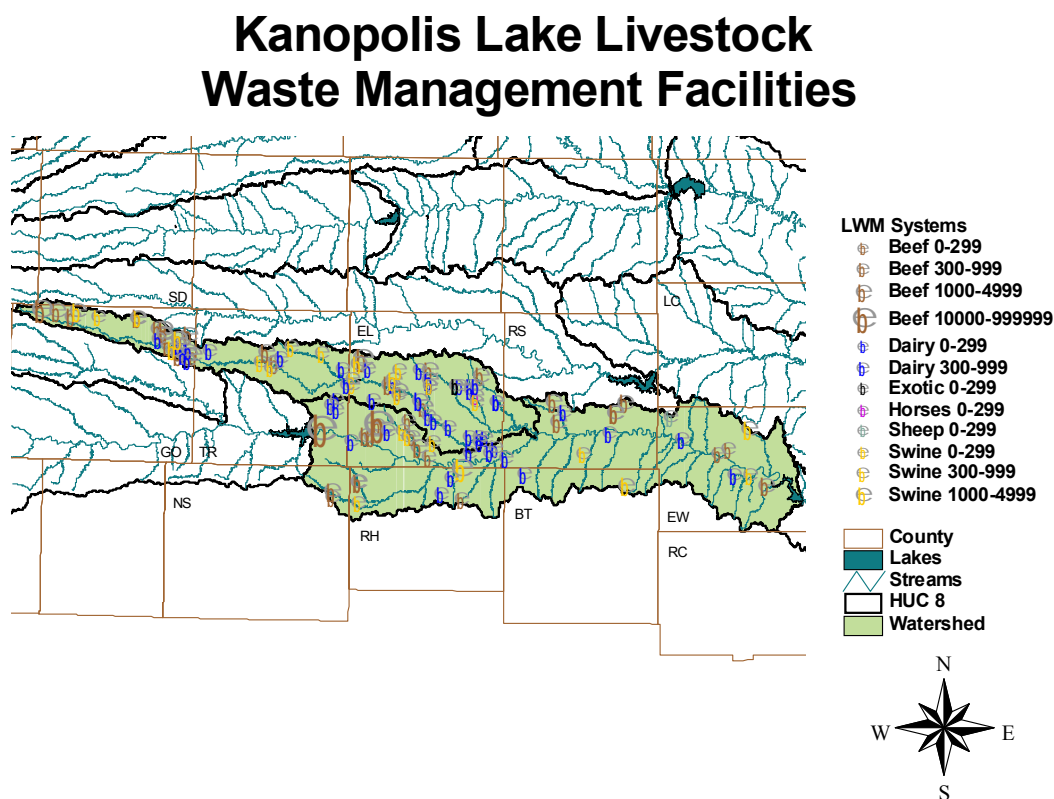 Kanopolis Lake Livestock
Waste Management Facilities
SD
EL
RS
LC
GO
TR
NS
RH
BT
EW
RC
LWM Systems
Beef 0-299
Beef 300-999
Beef 1000-4999
Beef 10000-999999
Dairy 0-299
Dairy 300-999
Exotic 0-299
Horses 0-299
Sheep 0-299
Swine 0-299
Swine 300-999
Swine 1000-4999
County
Lakes
Streams
HUC 8
Watershed
N
W
E
S